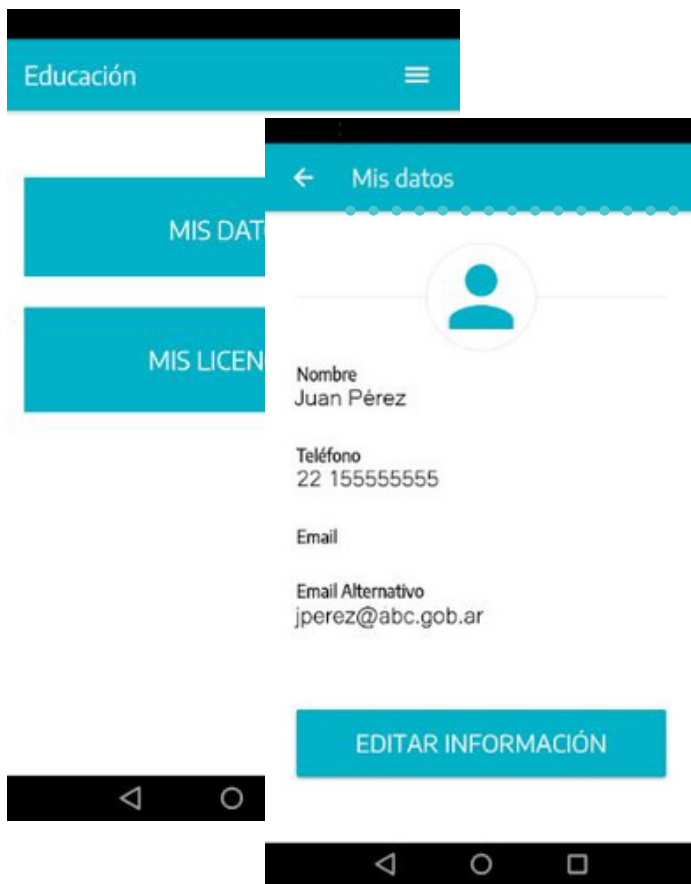 Educación
MIS DAT
MIS LICEN
Mis datos
Nombre
Juan Pérez
Teléfono
22 155555555
Email
Email Alternativo
jperez@abc.gob.ar
EDITAR INFORMACIÓN